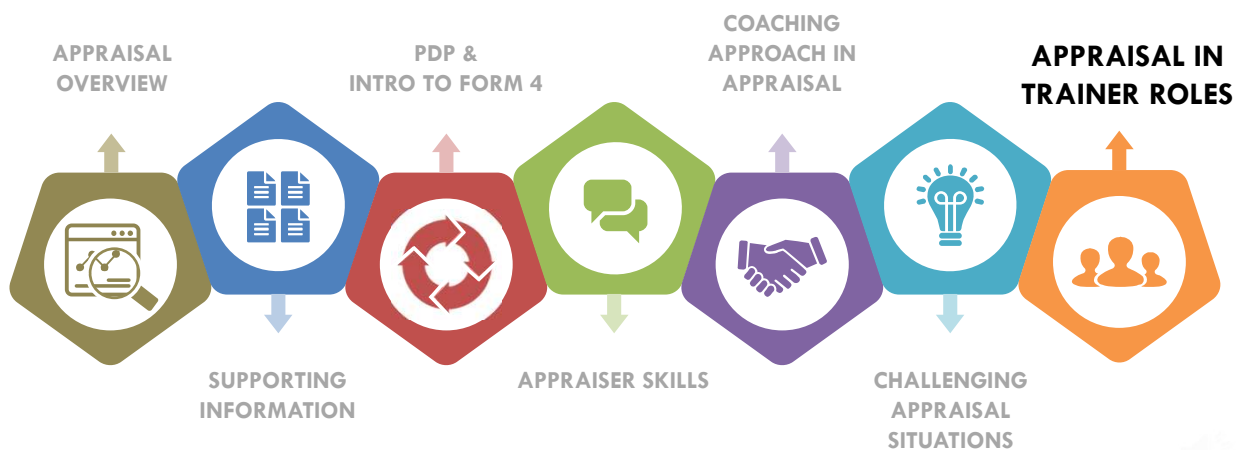 APPRAISAL
OVERVIEW
SUPPORTING
INFORMATION
PDP &
INTRO TO FORM 4
APPRAISER SKILLS
COACHING
APPROACH IN
APPRAISAL
CHALLENGING
APPRAISAL
SITUATIONS
APPRAISAL IN
TRAINER ROLES